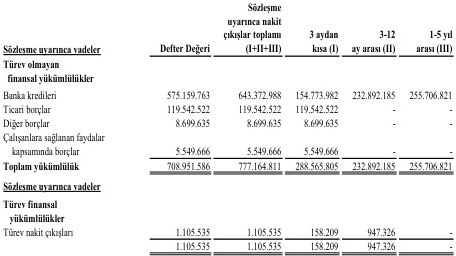 Sözleşme
uyarınca nakit
çıkışlar toplamı 3 aydan 3-12 1-5 yıl
Sözleşme uyarınca vadeler Defter Değeri (I+II+III) kısa (I) ay arası (II) arası (III)
Türev olmayan
finansal yükümlülükler
Banka kredileri 575.159.763 643.372.988 154.773.982 232.892.185 255.706.821
Ticari borçlar 119.542.522 119.542.522 119.542.522 - -
Diğer borçlar 8.699.635 8.699.635 8.699.635 - -
Çalışanlara sağlanan faydalar
kapsamında borçlar 5.549.666 5.549.666 5.549.666 - -
Toplam yükümlülük 708.951.586 777.164.811 288.565.805 232.892.185 255.706.821
Sözleşme uyarınca vadeler
Türev finansal
yükümlülükler
Türev nakit çıkışları 1.105.535 1.105.535 158.209 947.326 -
1.105.535 1.105.535 158.209 947.326 -